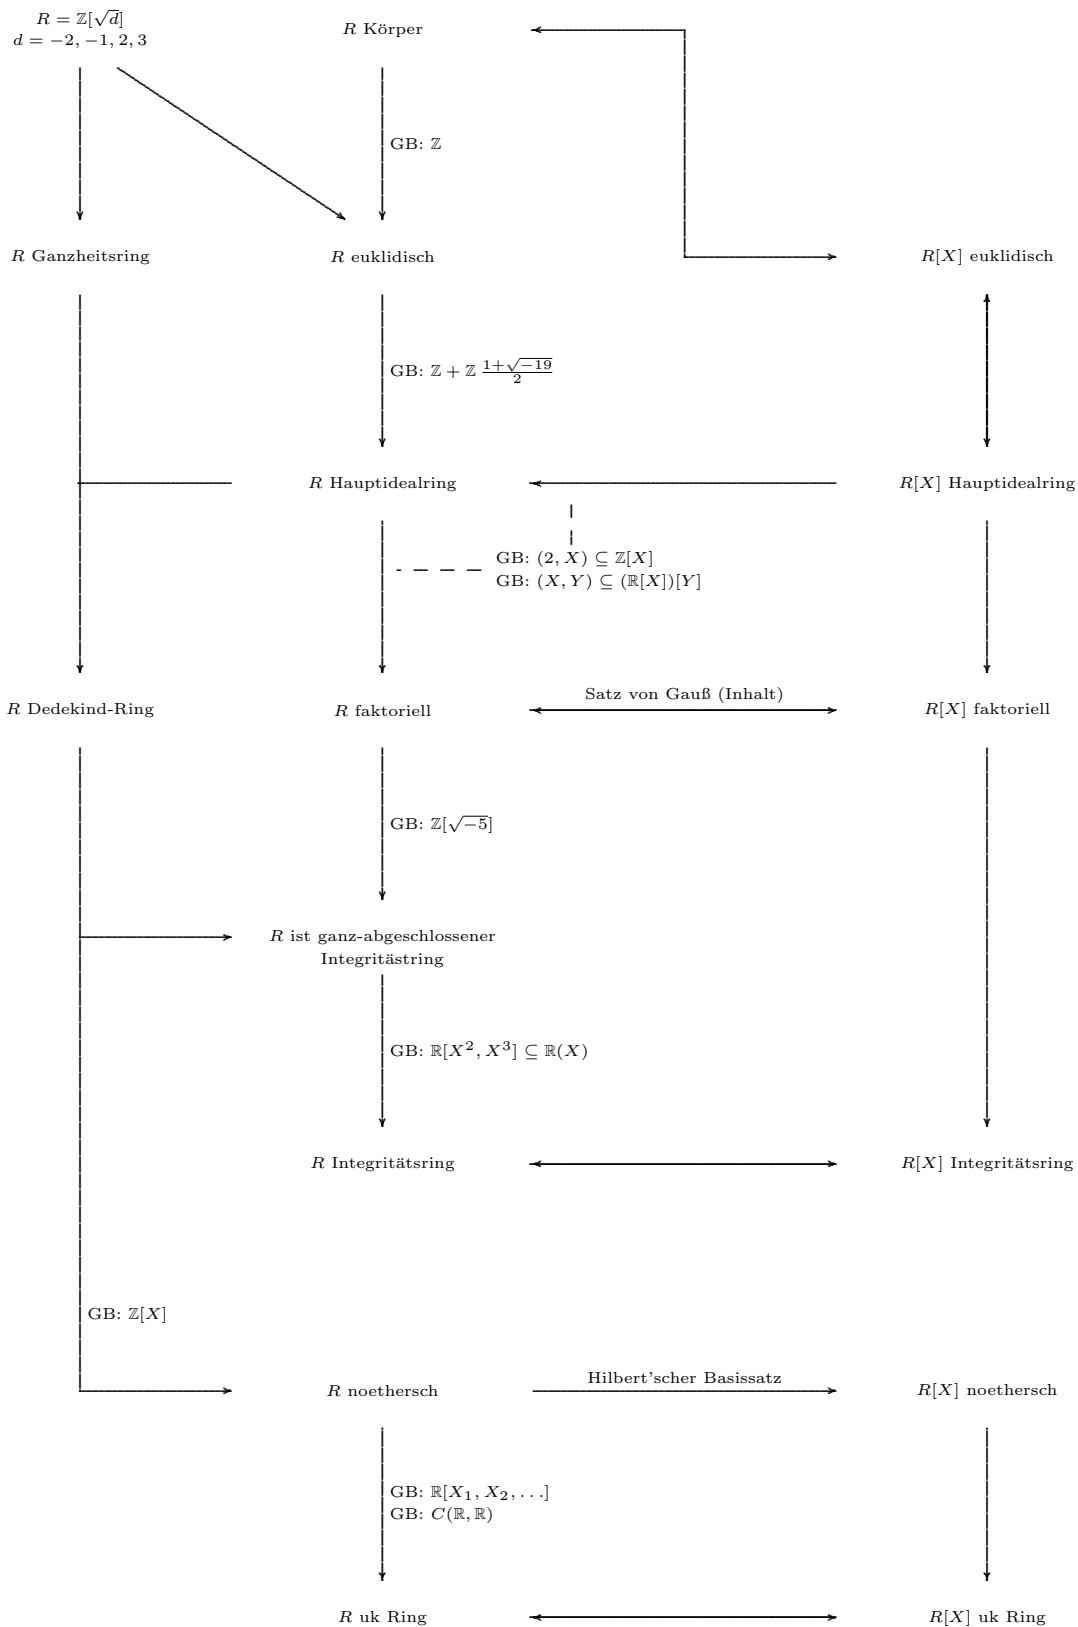 R = ℤ[√d]
d = −2, −1, 2, 3
R Körper
GB: ℤ
R Ganzheitsring
R euklidisch
R[X] euklidisch
GB: ℤ + ℤ (1+√−19)/2
R Hauptidealring
R[X] Hauptidealring
GB: (2, X) ⊆ ℤ[X]
GB: (X, Y) ⊆ (ℝ[X])[Y]
R Dedekind-Ring
R faktoriell
Satz von Gauß (Inhalt)
R[X] faktoriell
GB: ℤ[√−5]
R ist ganz-abgeschlossener
Integritästring
GB: ℝ[X², X³] ⊆ ℝ(X)
R Integritätsring
R[X] Integritätsring
GB: ℤ[X]
R noethersch
Hilbert'scher Basissatz
R[X] noethersch
GB: ℝ[X₁, X₂, . . .]
GB: C(ℝ, ℝ)
R uk Ring
R[X] uk Ring